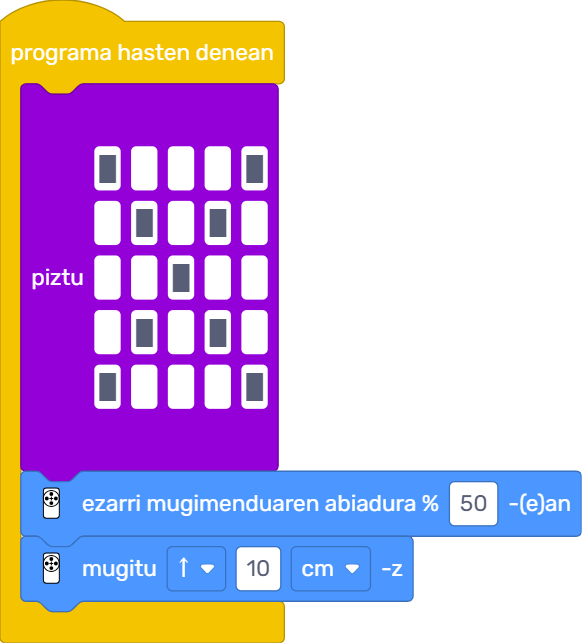 programa hasten denean
piztu
ezarri mugimenduaren abiadura % 50 -(e)an
mugitu ↑ 10 cm -z